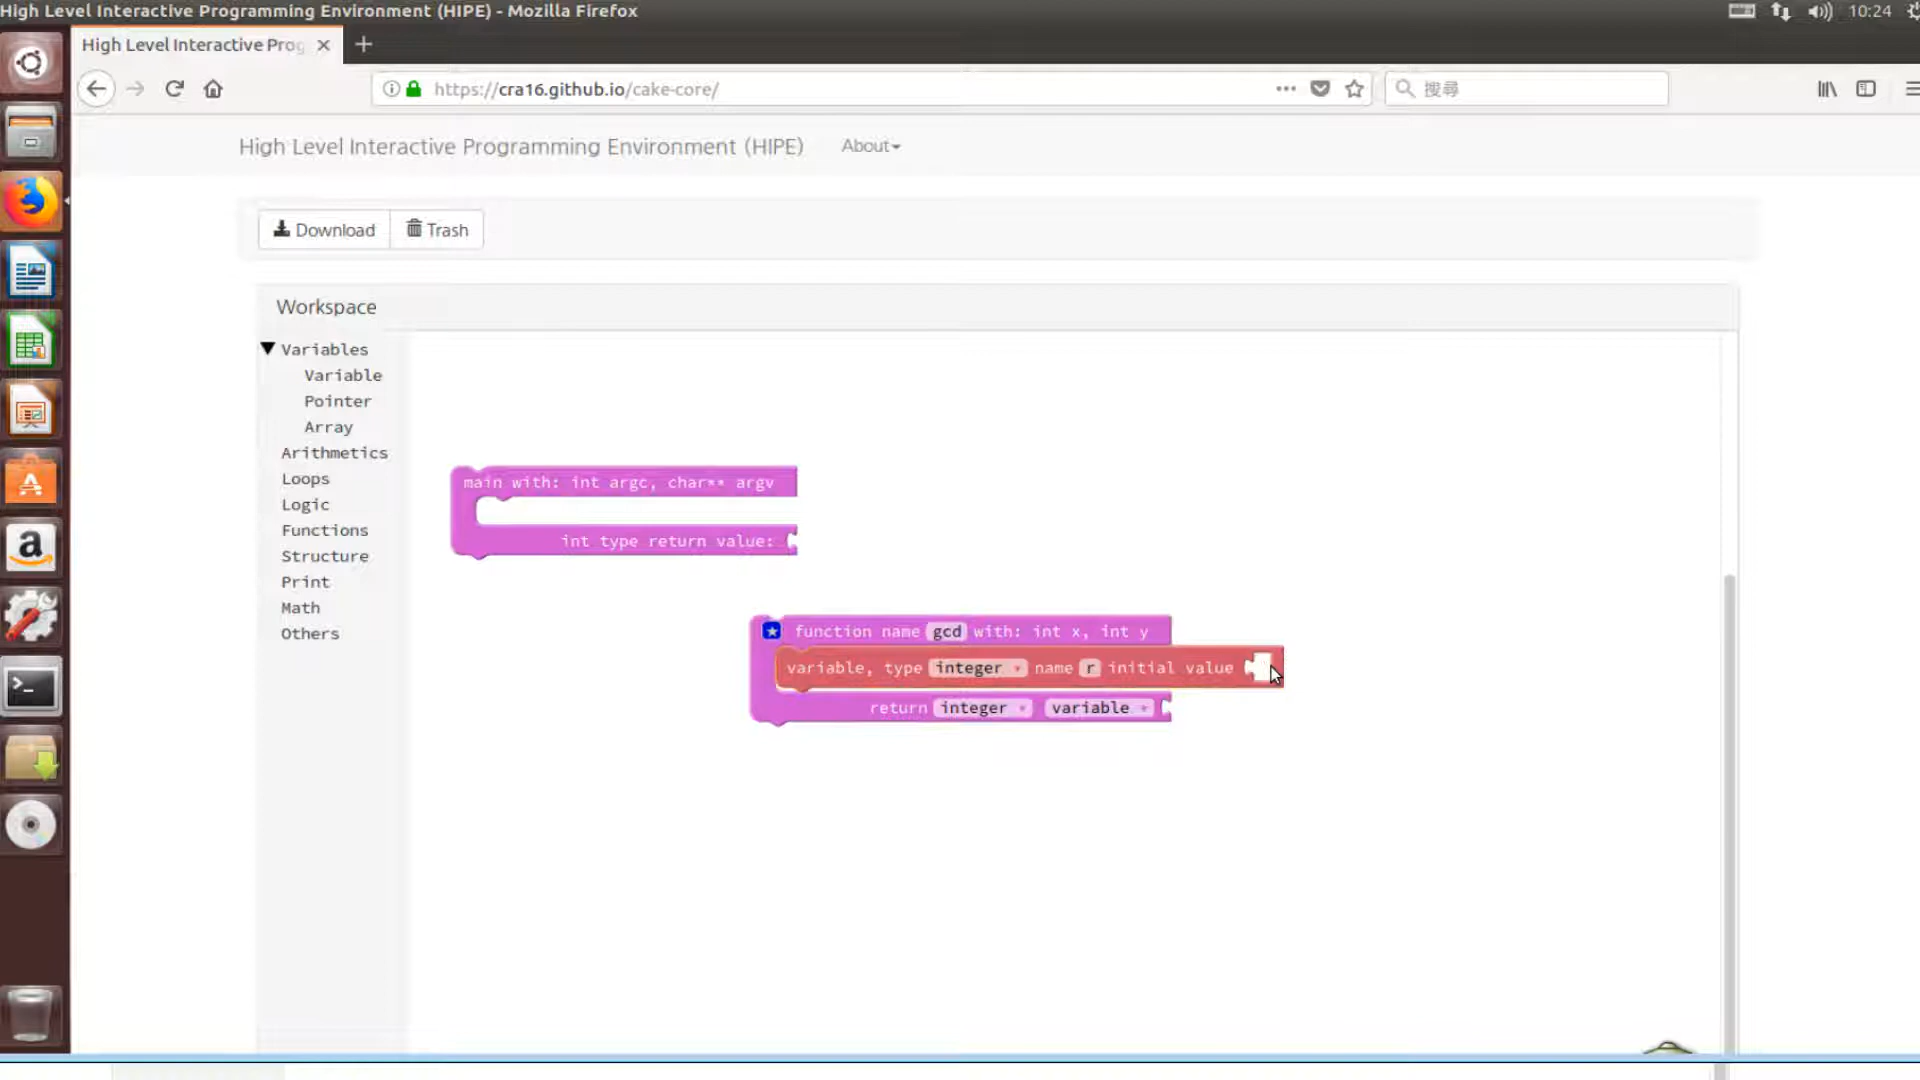 High Level Interactive Programming Environment (HIPE) - Mozilla Firefox
10:24
High Level Interactive Prog
https://cra16.github.io/cake-core/
搜尋
High Level Interactive Programming Environment (HIPE)
About
Download
Trash
Workspace
Variables
Variable
Pointer
Array
Arithmetics
Loops
Logic
Functions
Structure
Print
Math
Others
main with: int argc, char** argv
int type return value:
function name gcd with: int x, int y
variable, type integer name r initial value
return integer variable